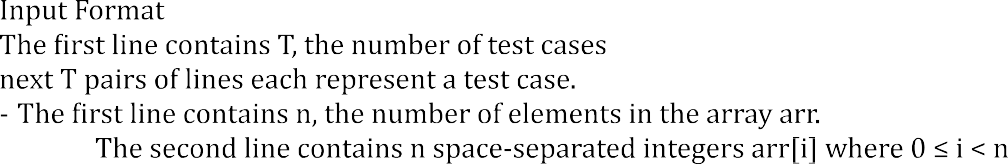 Input Format
The first line contains T, the number of test cases
next T pairs of lines each represent a test case.
- The first line contains n, the number of elements in the array arr.
The second line contains n space-separated integers arr[i] where 0 ≤ i < n